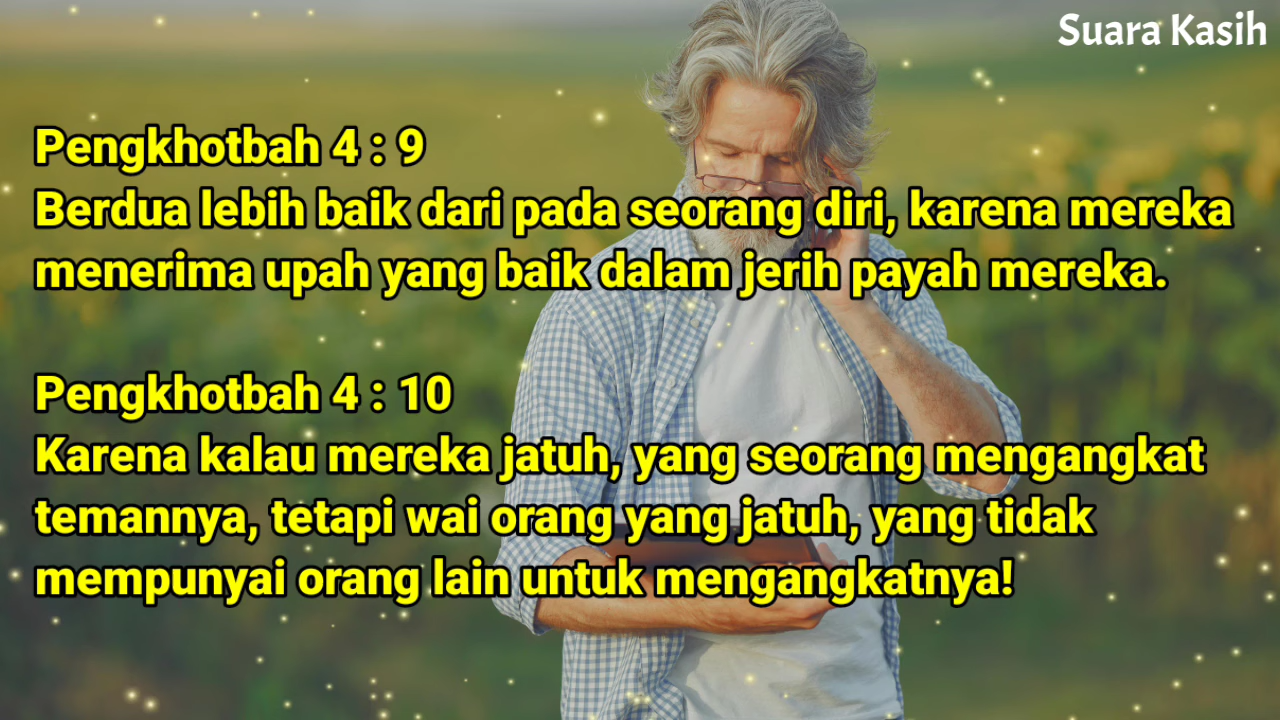 Suara Kasih
Pengkhotbah 4 : 9
Berdua lebih baik dari pada seorang diri, karena mereka
menerima upah yang baik dalam jerih payah mereka.
Pengkhotbah 4 : 10
Karena kalau mereka jatuh, yang seorang mengangkat
temannya, tetapi wai orang yang jatuh, yang tidak
mempunyai orang lain untuk mengangkatnya!